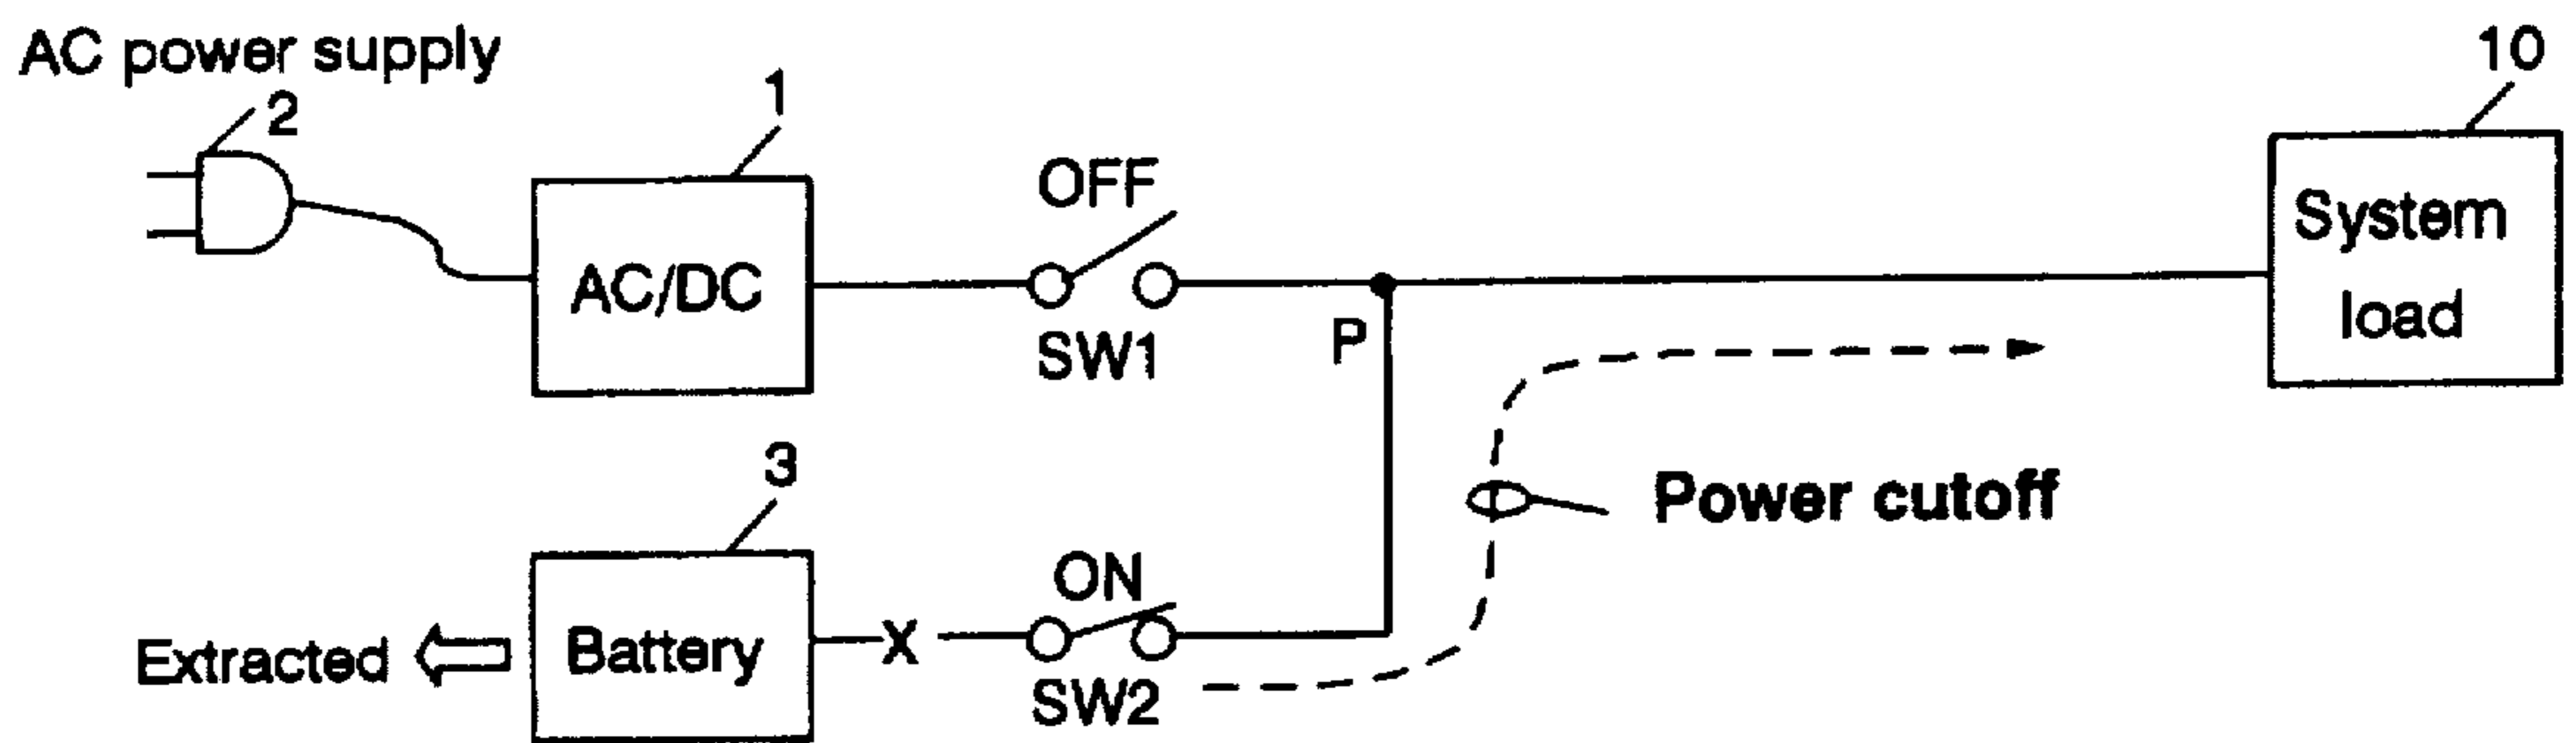 AC power supply
2
1
10
OFF
AC/DC
System
load
SW1
P
3
Power cutoff
ON
Extracted
Battery
X
SW2